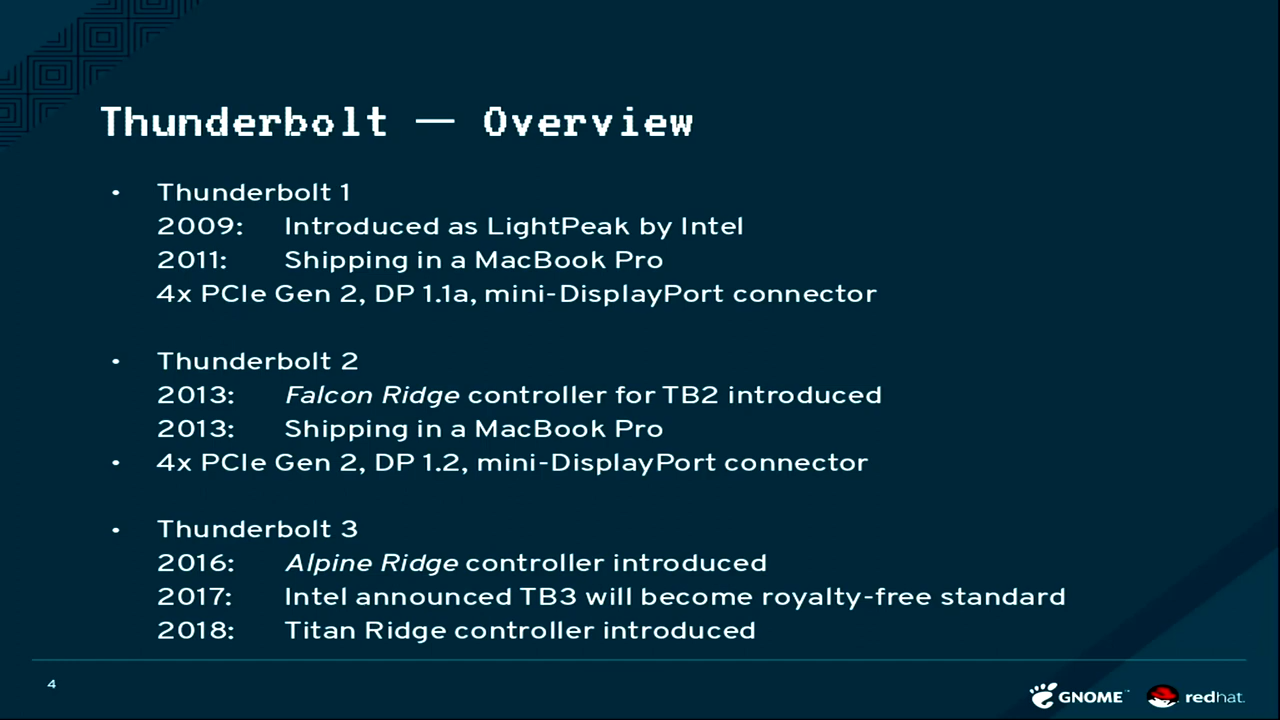 Thunderbolt — Overview
• Thunderbolt 1
2009: Introduced as LightPeak by Intel
2011: Shipping in a MacBook Pro
4x PCIe Gen 2, DP 1.1a, mini-DisplayPort connector
• Thunderbolt 2
2013: Falcon Ridge controller for TB2 introduced
2013: Shipping in a MacBook Pro
• 4x PCIe Gen 2, DP 1.2, mini-DisplayPort connector
• Thunderbolt 3
2016: Alpine Ridge controller introduced
2017: Intel announced TB3 will become royalty-free standard
2018: Titan Ridge controller introduced
4
GNOME
redhat.